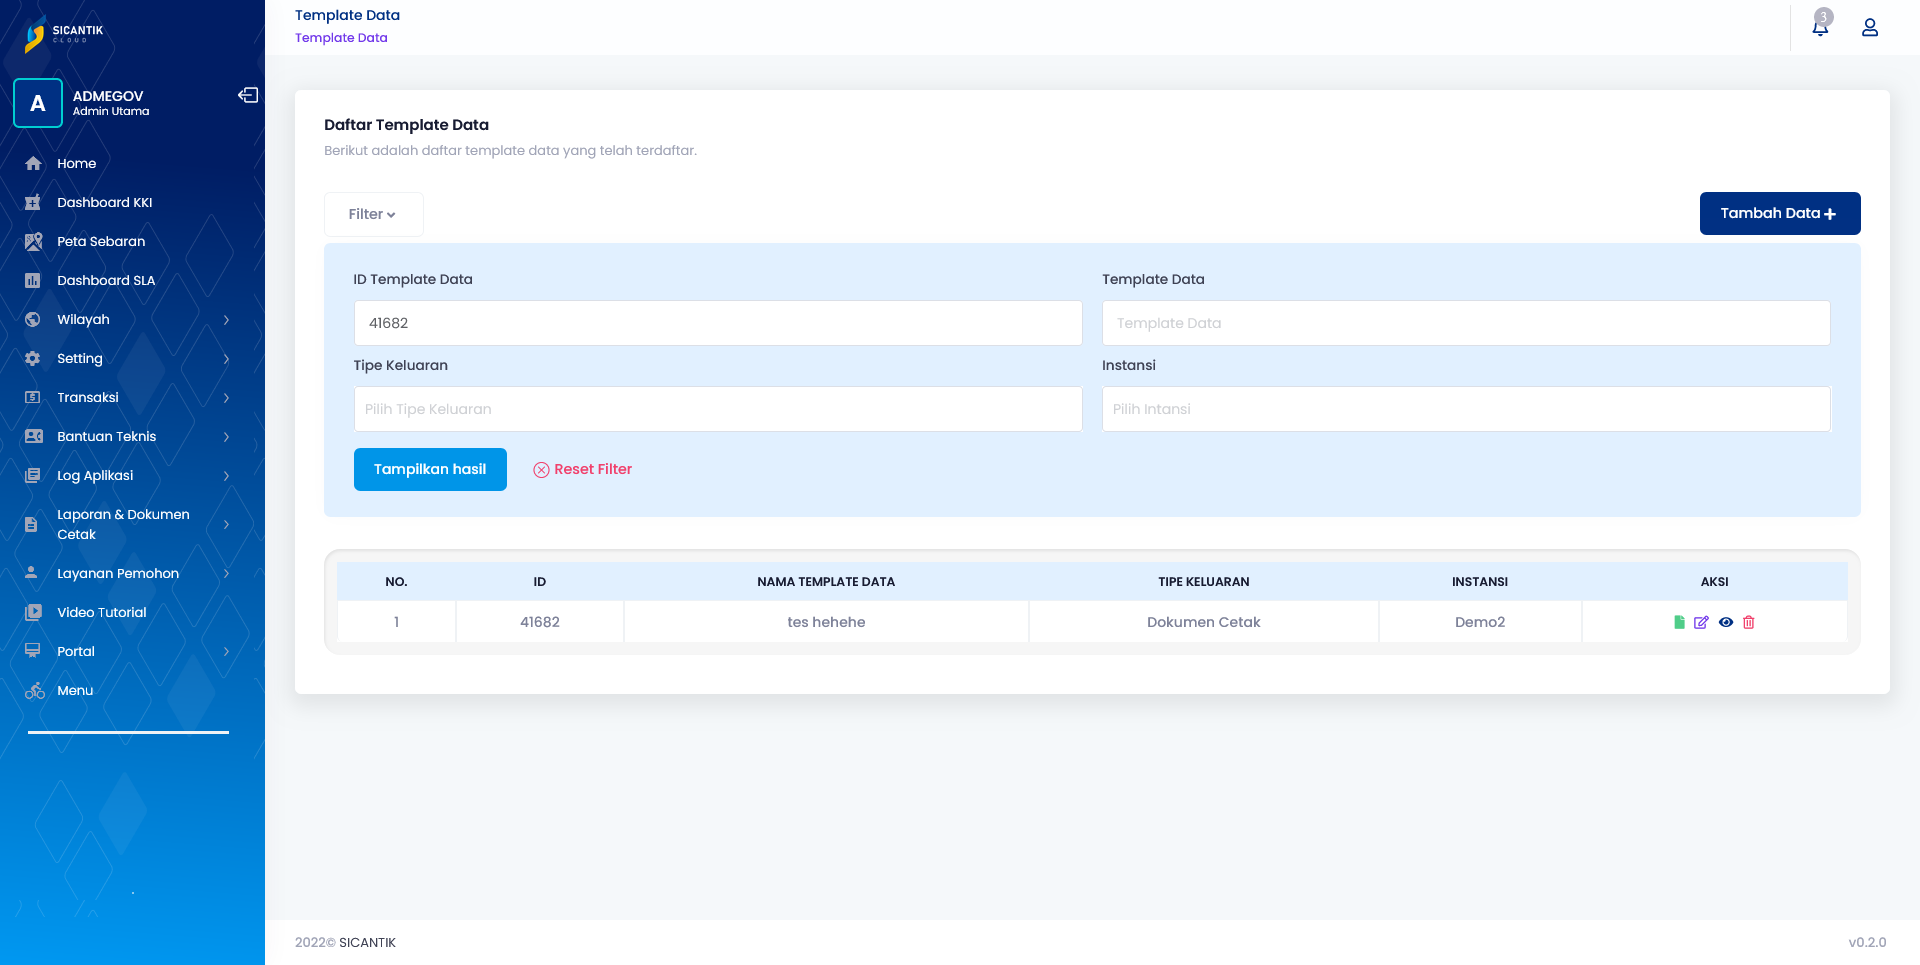 SICANTIK
CLOUD
A
ADMEGOV
Admin Utama
Home
Dashboard KKI
Peta Sebaran
Dashboard SLA
Wilayah
Setting
Transaksi
Bantuan Teknis
Log Aplikasi
Laporan & Dokumen
Cetak
Layanan Pemohon
Video Tutorial
Portal
Menu
Template Data
Template Data
3
Daftar Template Data
Berikut adalah daftar template data yang telah terdaftar.
Filter
Tambah Data
ID Template Data
Template Data
41682
Template Data
Tipe Keluaran
Instansi
Pilih Tipe Keluaran
Pilih Intansi
Tampilkan hasil
Reset Filter
NO. ID NAMA TEMPLATE DATA TIPE KELUARAN INSTANSI AKSI
1 41682 tes hehehe Dokumen Cetak Demo2
2022© SICANTIK
v0.2.0